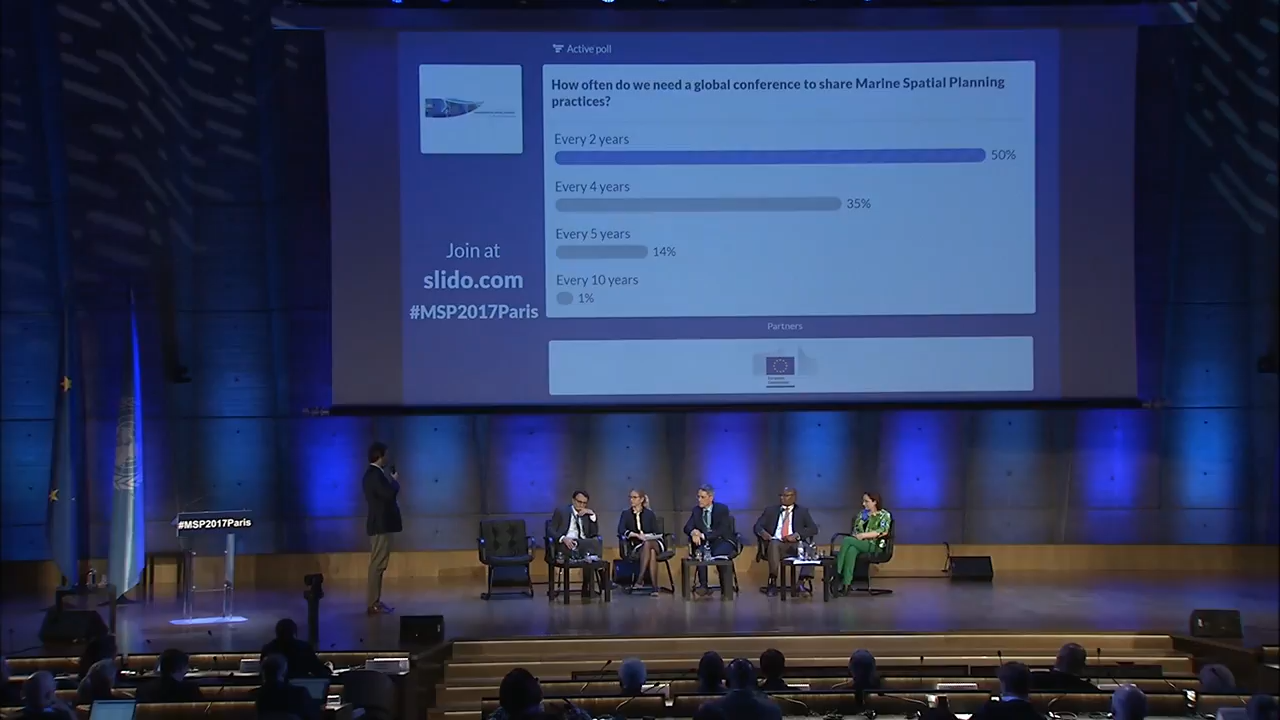 Active poll
How often do we need a global conference to share Marine Spatial Planning
practices?
Every 2 years
50%
Every 4 years
35%
Every 5 years
14%
Every 10 years
1%
Join at
slido.com
#MSP2017Paris
Partners
European
Commission
#MSP2017Paris